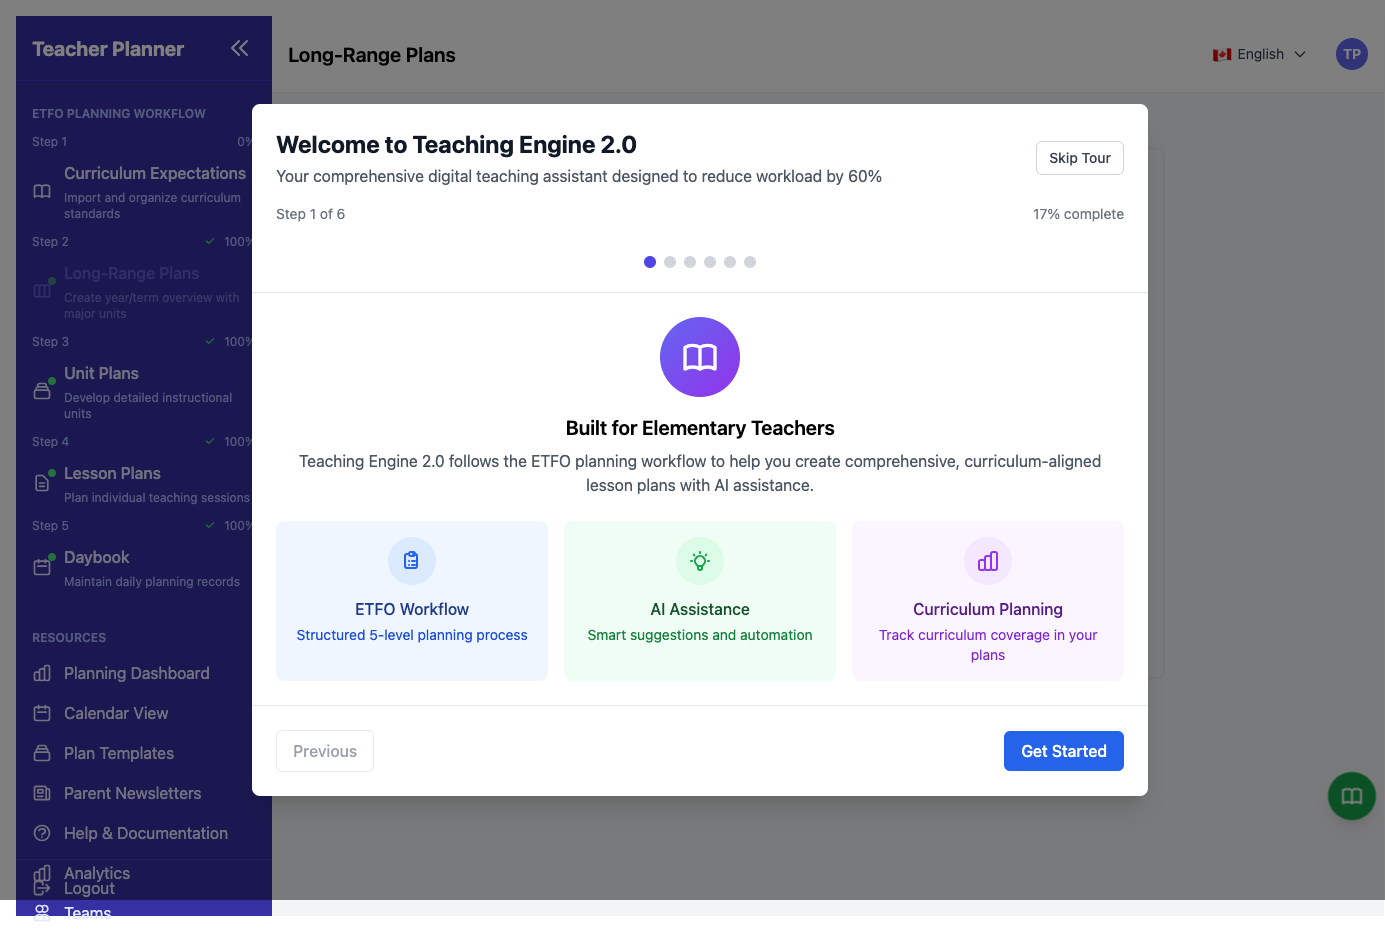 Teacher Planner
Long-Range Plans
English
TP
ETFO PLANNING WORKFLOW
Step 1
0%
Curriculum Expectations
Import and organize curriculum
standards
Step 2
100%
Long-Range Plans
Create year/term overview with
major units
Step 3
100%
Unit Plans
Develop detailed instructional
units
Step 4
100%
Lesson Plans
Plan individual teaching sessions
Step 5
100%
Daybook
Maintain daily planning records
RESOURCES
Planning Dashboard
Calendar View
Plan Templates
Parent Newsletters
Help & Documentation
Analytics
Logout
Teams
Welcome to Teaching Engine 2.0
Your comprehensive digital teaching assistant designed to reduce workload by 60%
Skip Tour
Step 1 of 6
17% complete
Built for Elementary Teachers
Teaching Engine 2.0 follows the ETFO planning workflow to help you create comprehensive, curriculum-aligned
lesson plans with AI assistance.
ETFO Workflow
Structured 5-level planning process
AI Assistance
Smart suggestions and automation
Curriculum Planning
Track curriculum coverage in your
plans
Previous
Get Started